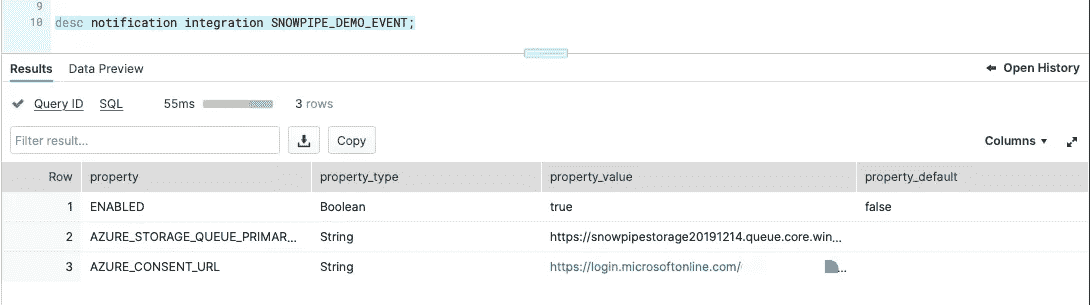 9
10 desc notification integration SNOWPIPE_DEMO_EVENT;
Results Data Preview Open History
Query ID SQL 55ms 3 rows
Filter result... Copy Columns
Row property property_type property_value property_default
1 ENABLED Boolean true false
2 AZURE_STORAGE_QUEUE_PRIMAR... String https://snowpipestorage20191214.queue.core.win...
3 AZURE_CONSENT_URL String https://login.microsoftonline.com/ ...